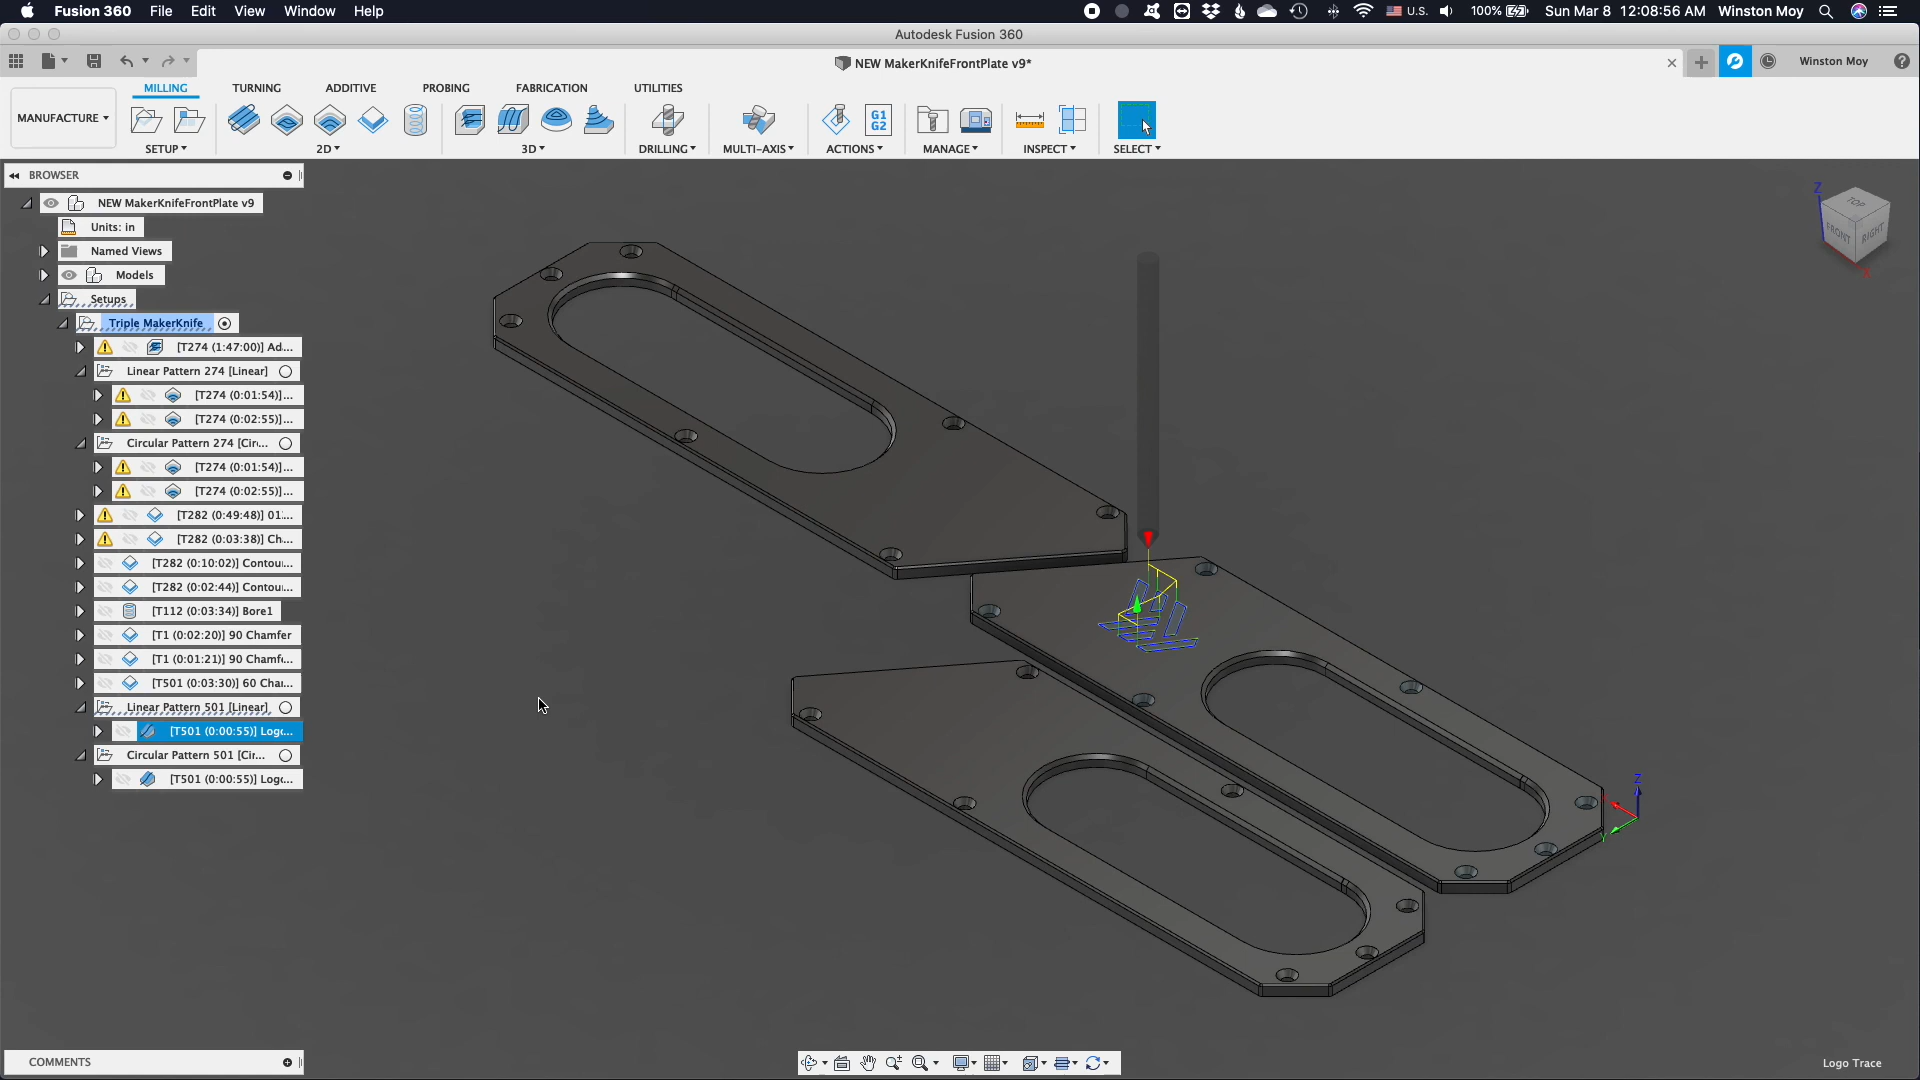 Fusion 360 File Edit View Window Help
U.S. 100% Sun Mar 8 12:08:56 AM Winston Moy
Autodesk Fusion 360
NEW MakerKnifeFrontPlate v9*
Winston Moy
MILLING TURNING ADDITIVE PROBING FABRICATION UTILITIES
MANUFACTURE
G1
G2
SETUP 2D 3D DRILLING MULTI-AXIS ACTIONS MANAGE INSPECT SELECT
BROWSER
NEW MakerKnifeFrontPlate v9
Units: in
Named Views
Models
Setups
Triple MakerKnife
[T274 (1:47:00)] Ad...
Linear Pattern 274 [Linear]
[T274 (0:01:54)]...
[T274 (0:02:55)]...
Circular Pattern 274 [Cir...
[T274 (0:01:54)]...
[T274 (0:02:55)]...
[T282 (0:49:48)] 01...
[T282 (0:03:38)] Ch...
[T282 (0:10:02)] Contou...
[T282 (0:02:44)] Contou...
[T112 (0:03:34)] Bore1
[T1 (0:02:20)] 90 Chamfer
[T1 (0:01:21)] 90 Chamf...
[T501 (0:03:30)] 60 Cha...
Linear Pattern 501 [Linear]
[T501 (0:00:55)] Logo...
Circular Pattern 501 [Cir...
[T501 (0:00:55)] Logo...
Z
TOP
FRONT RIGHT
X
Z
Y
COMMENTS
Logo Trace